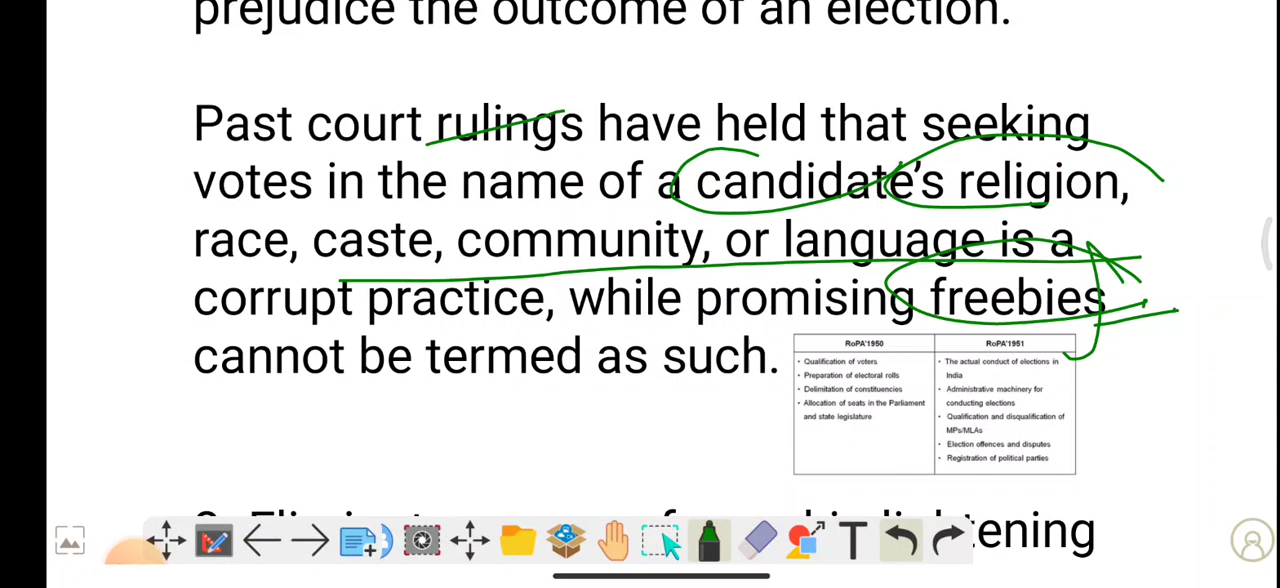 prejudice the outcome of an election.
Past court rulings have held that seeking
votes in the name of a candidate's religion,
race, caste, community, or language is a
corrupt practice, while promising freebies
cannot be termed as such.
RoPA'1950
• Qualification of voters
• Preparation of electoral rolls
• Delimitation of constituencies
• Allocation of seats in the Parliament
and state legislature
RoPA'1951
• The actual conduct of elections in
India
• Administrative machinery for
conducting elections
• Qualification and disqualification of
MPs/MLAs
• Election offences and disputes
• Registration of political parties
tening
T